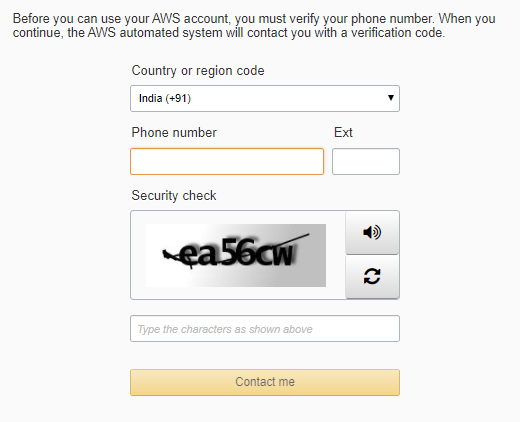 Before you can use your AWS account, you must verify your phone number. When you
continue, the AWS automated system will contact you with a verification code.
Country or region code
India (+91)
Phone number Ext
Security check
ea56cw
Type the characters as shown above
Contact me